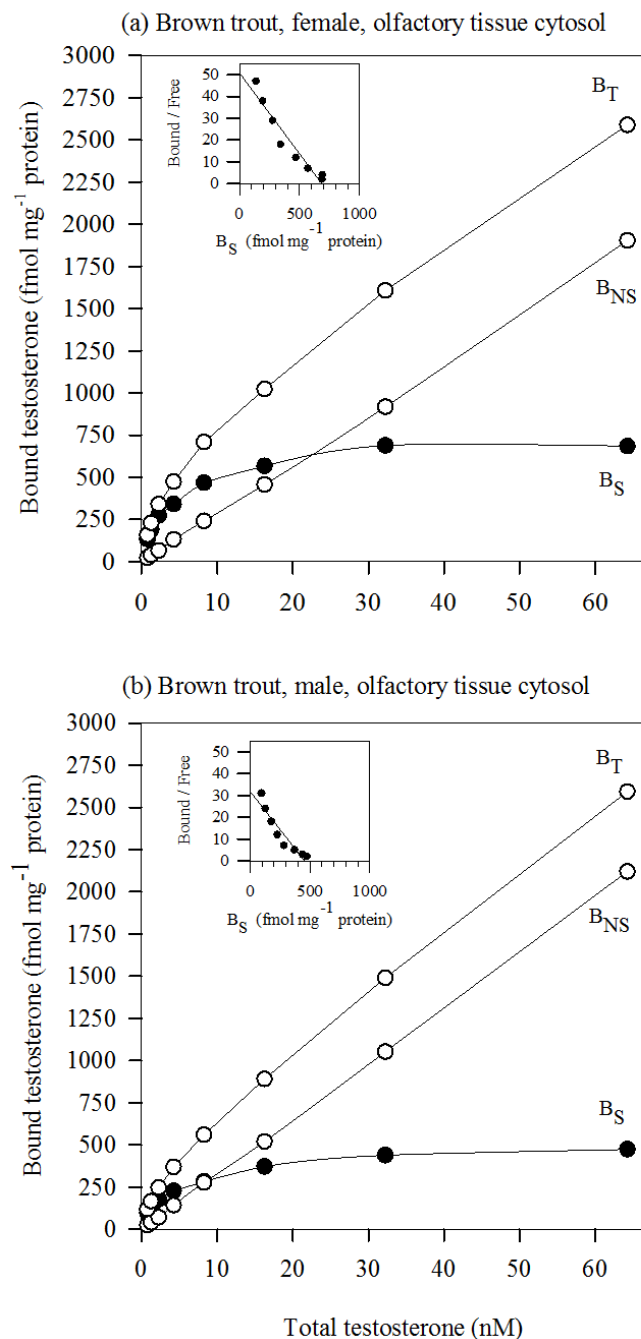 (a) Brown trout, female, olfactory tissue cytosol
3000
2750
2500
2250
2000
1750
1500
1250
1000
750
500
250
0
Bound testosterone (fmol mg-1 protein)
50
40
30
20
10
0
Bound / Free
0 500 1000
BS (fmol mg-1 protein)
BT
BNS
BS
0 10 20 30 40 50 60
(b) Brown trout, male, olfactory tissue cytosol
3000
2750
2500
2250
2000
1750
1500
1250
1000
750
500
250
0
Bound testosterone (fmol mg-1 protein)
50
40
30
20
10
0
Bound / Free
0 500 1000
BS (fmol mg-1 protein)
BT
BNS
BS
0 10 20 30 40 50 60
Total testosterone (nM)